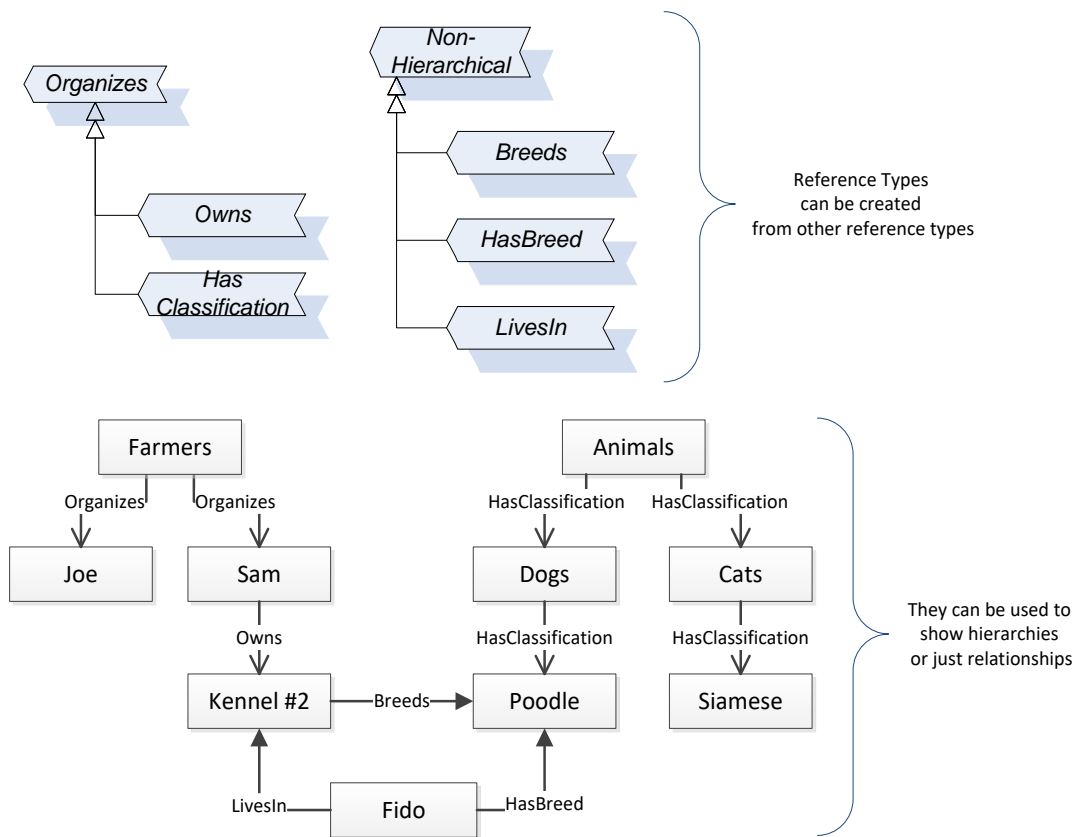 Organizes
Non-
Hierarchical
Owns
Has
Classification
Breeds
HasBreed
LivesIn
Reference Types
can be created
from other reference types
Farmers
Animals
Organizes
Organizes
HasClassification
HasClassification
Joe
Sam
Dogs
Cats
Owns
HasClassification
HasClassification
Kennel #2
Breeds
Poodle
Siamese
LivesIn
Fido
HasBreed
They can be used to
show hierarchies
or just relationships